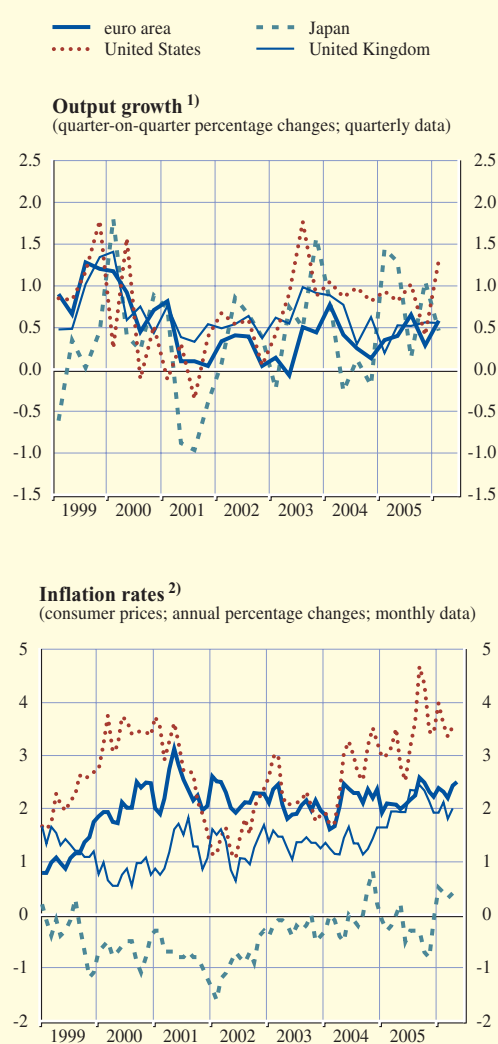 euro area Japan
United States United Kingdom
Output growth 1)
(quarter-on-quarter percentage changes; quarterly data)
2.5 2.5
2.0 2.0
1.5 1.5
1.0 1.0
0.5 0.5
0.0 0.0
-0.5 -0.5
-1.0 -1.0
-1.5 -1.5
1999 2000 2001 2002 2003 2004 2005
Inflation rates 2)
(consumer prices; annual percentage changes; monthly data)
5 5
4 4
3 3
2 2
1 1
0 0
-1 -1
-2 -2
1999 2000 2001 2002 2003 2004 2005